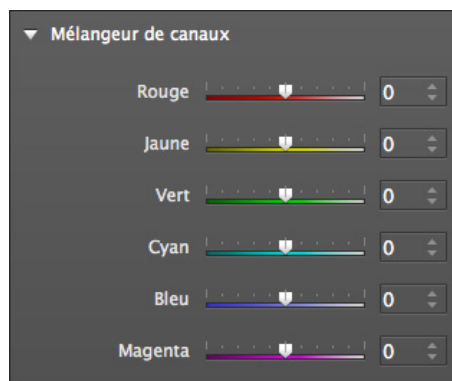 Mélangeur de canaux
Rouge 0
Jaune 0
Vert 0
Cyan 0
Bleu 0
Magenta 0